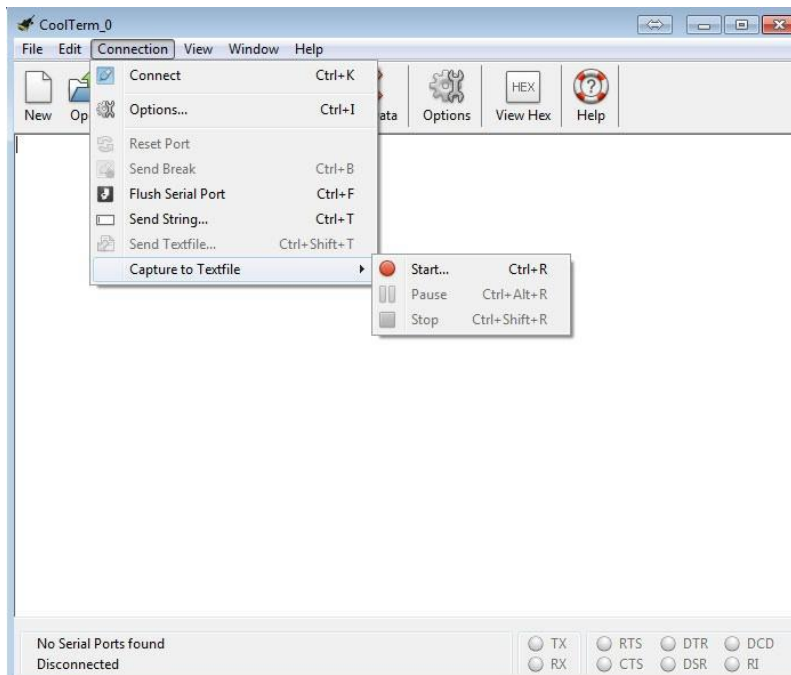 CoolTerm_0
File Edit Connection View Window Help
New Op ata Options View Hex Help
HEX
Connect Ctrl+K
Options... Ctrl+I
Reset Port
Send Break Ctrl+B
Flush Serial Port Ctrl+F
Send String... Ctrl+T
Send Textfile... Ctrl+Shift+T
Capture to Textfile
Start... Ctrl+R
Pause Ctrl+Alt+R
Stop Ctrl+Shift+R
No Serial Ports found
Disconnected
TX RTS DTR DCD
RX CTS DSR RI